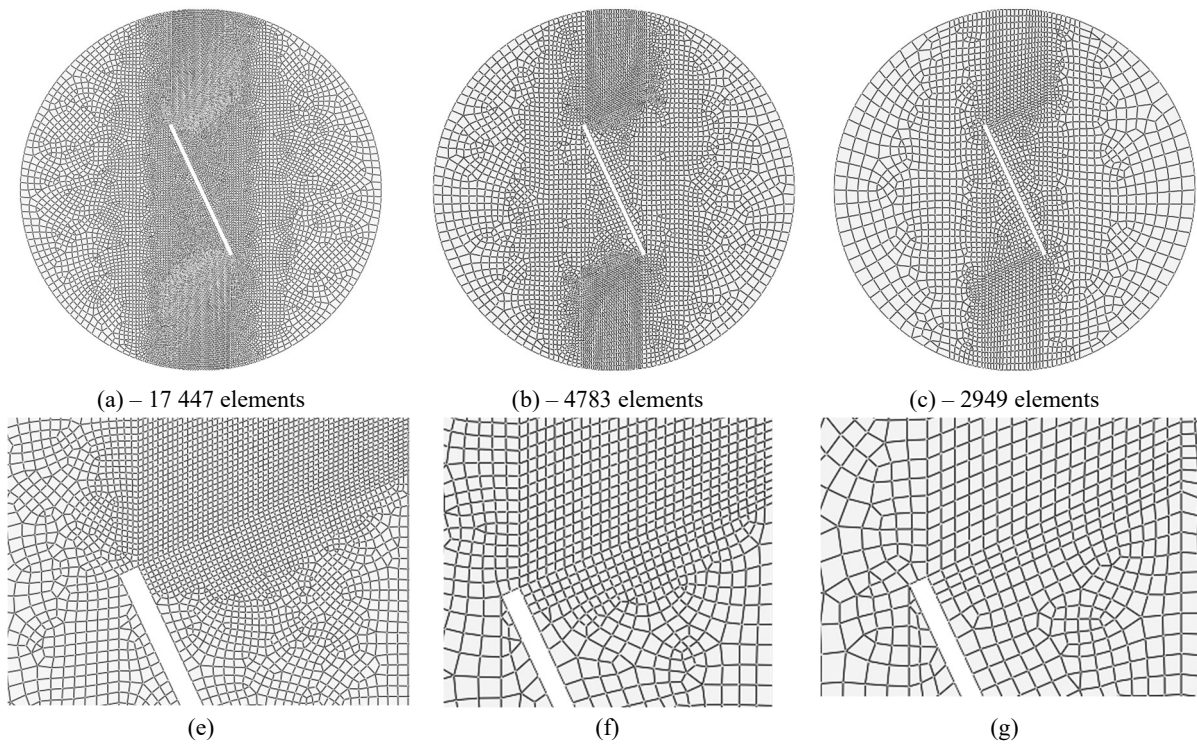 (a) – 17 447 elements
(b) – 4783 elements
(c) – 2949 elements
(e)
(f)
(g)